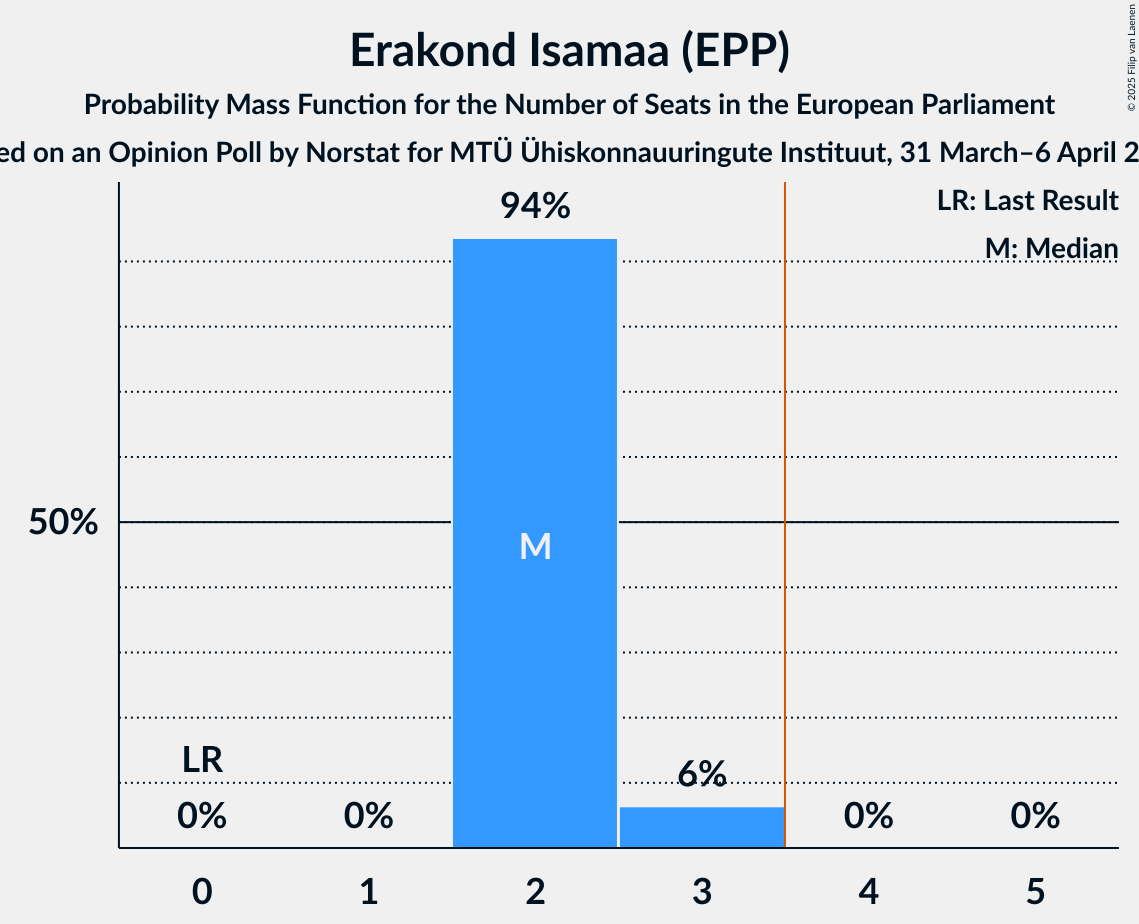 Erakond Isamaa (EPP)
Probability Mass Function for the Number of Seats in the European Parliament
on an Opinion Poll by Norstat for MTÜ Ühiskonnauuringute Instituut, 31 March–6 April
© 2025 Filip van Laenen
LR: Last Result
M: Median
94%
50%
M
LR
6%
0% 0% 0% 0%
0 1 2 3 4 5